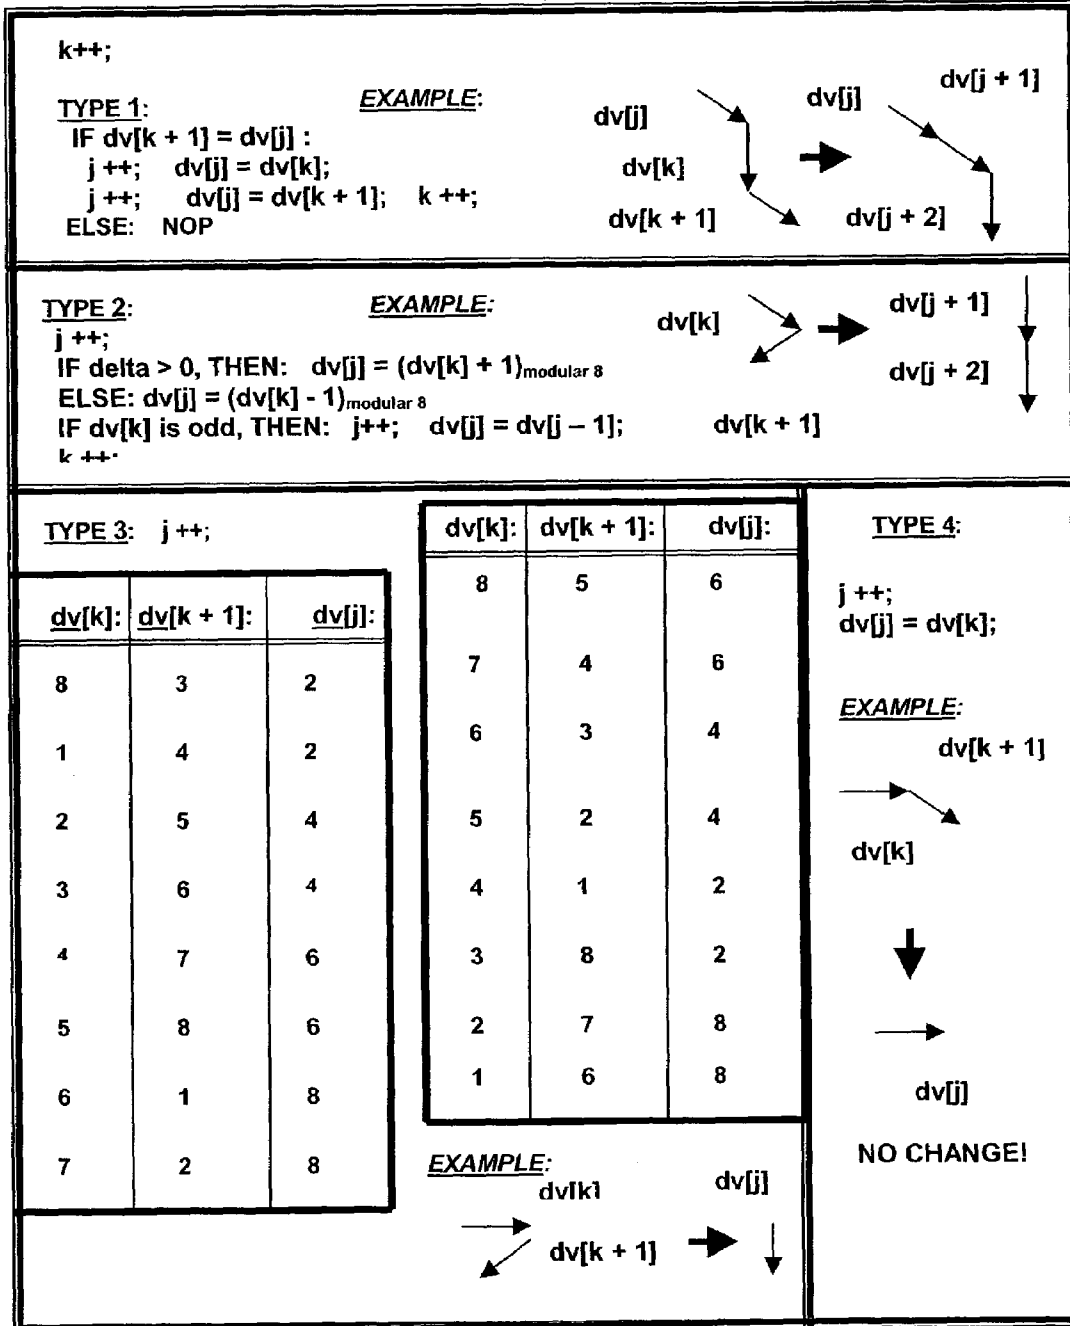 k++;
TYPE 1: EXAMPLE:
IF dv[k + 1] = dv[j] :
j ++; dv[j] = dv[k];
j ++; dv[j] = dv[k + 1]; k ++;
ELSE: NOP
dv[j]
dv[k]
dv[k + 1]
dv[j]
dv[j + 1]
dv[j + 2]
TYPE 2: EXAMPLE:
j ++;
IF delta > 0, THEN: dv[j] = (dv[k] + 1)modular 8
ELSE: dv[j] = (dv[k] - 1)modular 8
IF dv[k] is odd, THEN: j++; dv[j] = dv[j – 1];
k ++;
dv[k]
dv[k + 1]
dv[j + 1]
dv[j + 2]
TYPE 3: j ++;
dv[k]: dv[k + 1]: dv[j]:
8 3 2
1 4 2
2 5 4
3 6 4
4 7 6
5 8 6
6 1 8
7 2 8
dv[k]: dv[k + 1]: dv[j]:
8 5 6
7 4 6
6 3 4
5 2 4
4 1 2
3 8 2
2 7 8
1 6 8
EXAMPLE:
dv[k]
dv[k + 1]
dv[j]
TYPE 4:
j ++;
dv[j] = dv[k];
EXAMPLE:
dv[k + 1]
dv[k]
dv[j]
NO CHANGE!